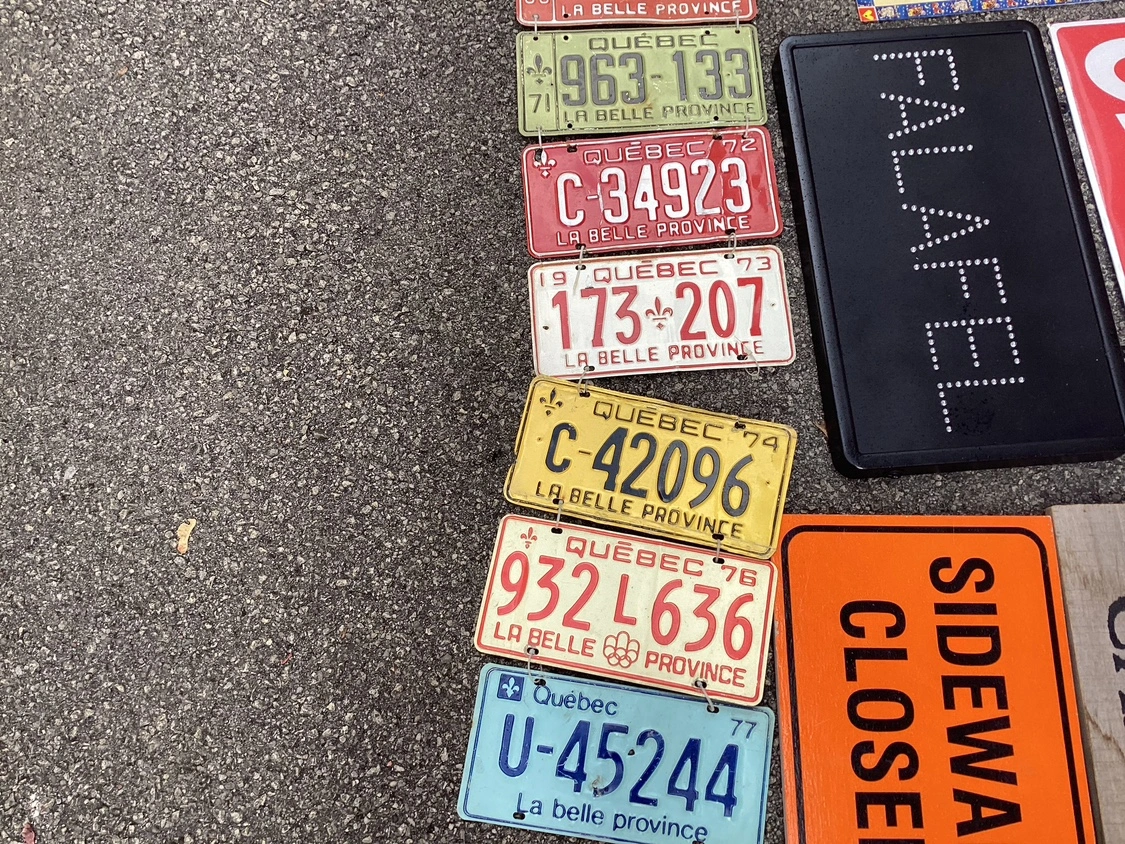 LA BELLE PROVINCE
QUÉBEC
71 963-133
LA BELLE PROVINCE
QUÉBEC 72
C-34923
LA BELLE PROVINCE
19 QUÉBEC 73
173 207
LA BELLE PROVINCE
QUÉBEC 74
C-42096
LA BELLE PROVINCE
QUÉBEC 76
932 L 636
LA BELLE PROVINCE
Québec 77
U-45244
La belle province
FALAFEL
SIDEWA
CLOSE